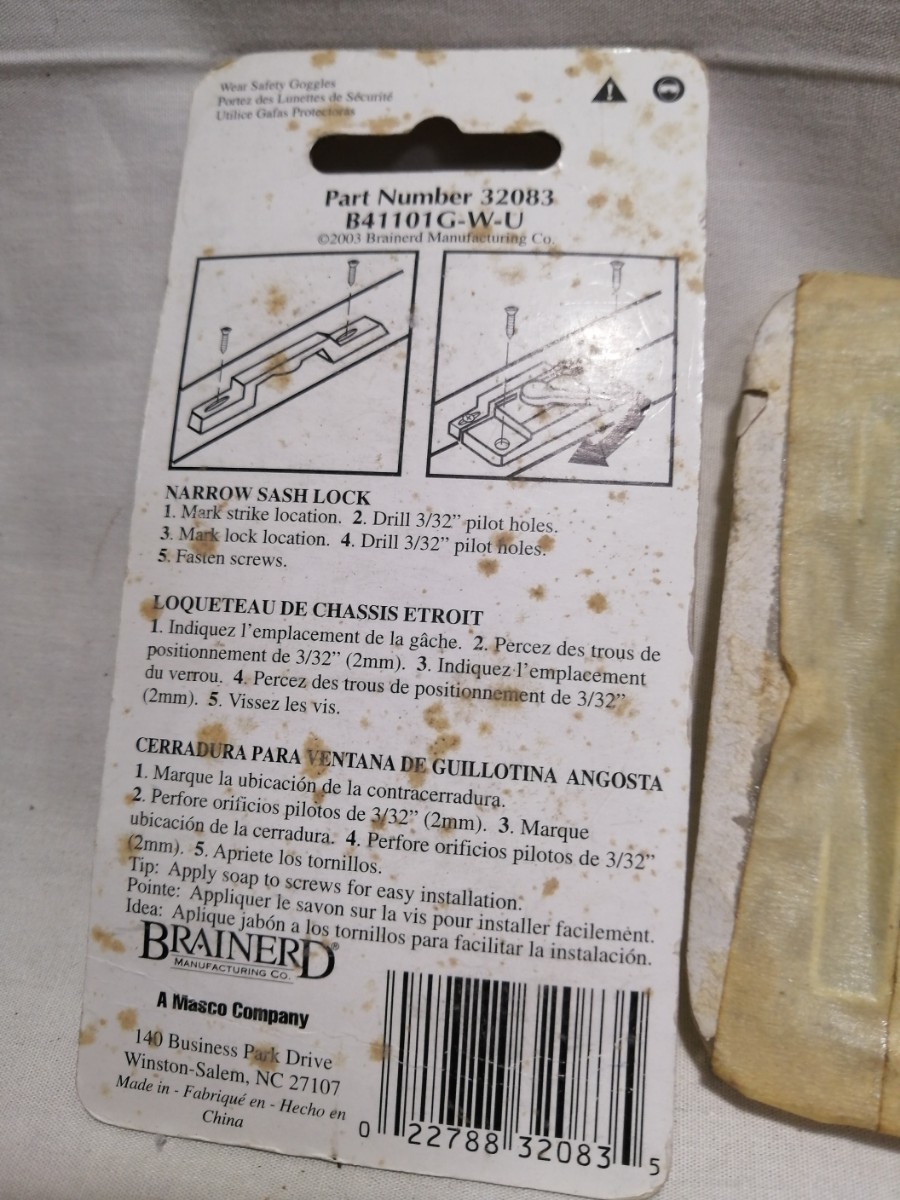 Wear Safety Goggles
Portez des Lunettes de Sécurité
Utilice Gafas Protectoras
Part Number 32083
B41101G-W-U
©2003 Brainerd Manufacturing Co.
NARROW SASH LOCK
1. Mark strike location. 2. Drill 3/32” pilot holes.
3. Mark lock location. 4. Drill 3/32” pilot holes.
5. Fasten screws.
LOQUETEAU DE CHASSIS ETROIT
1. Indiquez l’emplacement de la gâche. 2. Percez des trous de
positionnement de 3/32” (2mm). 3. Indiquez l’emplacement
du verrou. 4. Percez des trous de positionnement de 3/32”
(2mm). 5. Vissez les vis.
CERRADURA PARA VENTANA DE GUILLOTINA ANGOSTA
1. Marque la ubicación de la contracerradura.
2. Perfore orificios pilotos de 3/32” (2mm). 3. Marque
ubicación de la cerradura. 4. Perfore orificios pilotos de 3/32”
(2mm). 5. Apriete los tornillos.
Tip: Apply soap to screws for easy installation.
Pointe: Appliquer le savon sur la vis pour installer facilement.
Idea: Aplique jabón a los tornillos para facilitar la instalación.
BRAINERD®
MANUFACTURING CO.
A Masco Company
140 Business Park Drive
Winston-Salem, NC 27107
Made in - Fabriqué en - Hecho en
China
0 22788 32083 5